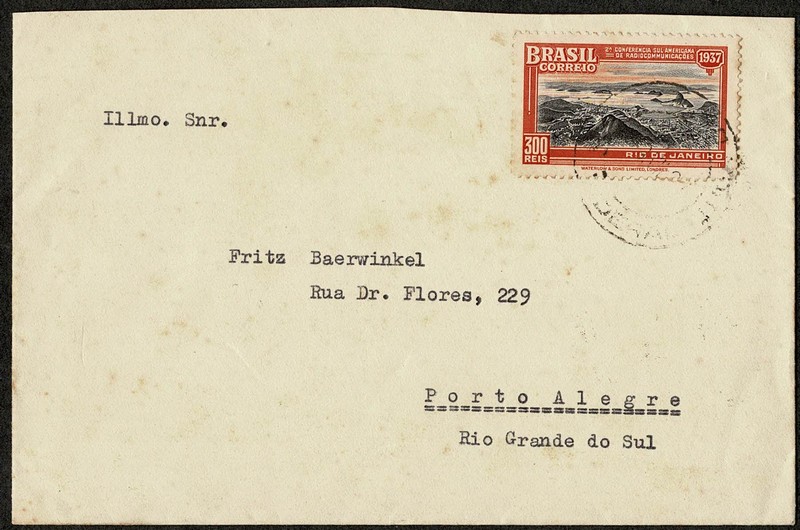 BRASIL
CORREIO
2ª CONFERENCIA SUL AMERICANA
DE RADIOCOMMUNICAÇÕES
1937
300
REIS
RIO DE JANEIRO
WATERLOW & SONS LIMITED, LONDRES.
Illmo. Snr.
Fritz Baerwinkel
Rua Dr. Flores, 229
Porto Alegre
Rio Grande do Sul